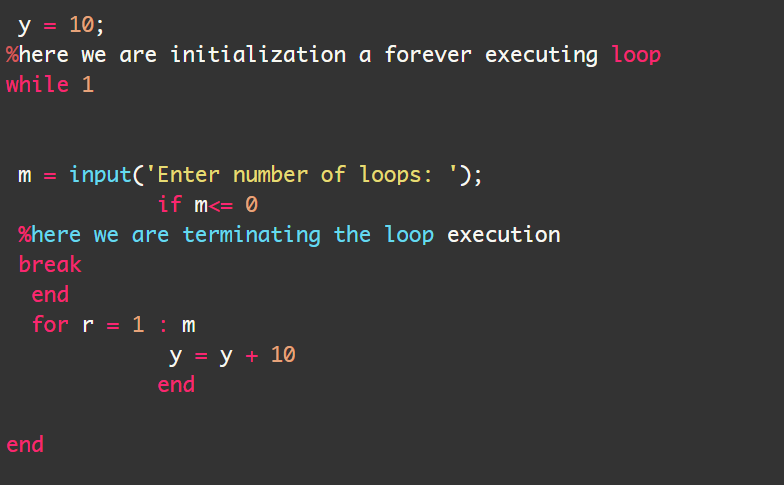 y = 10;
%here we are initialization a forever executing loop
while 1
m = input('Enter number of loops: ');
if m<= 0
%here we are terminating the loop execution
break
end
for r = 1 : m
y = y + 10
end
end